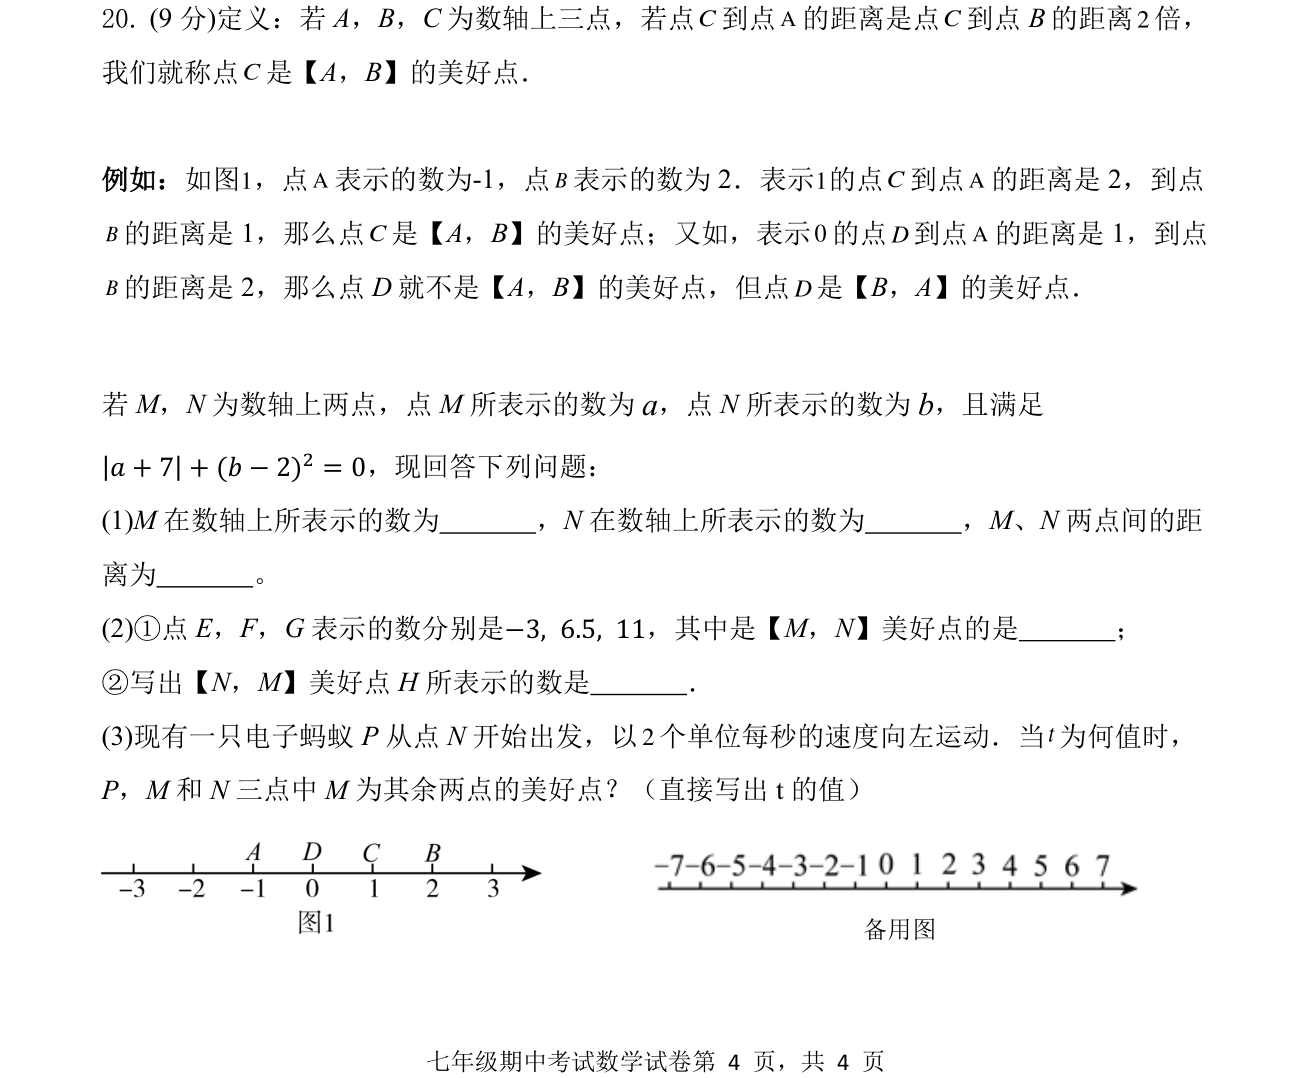 20. (9 分)定义：若 A，B，C 为数轴上三点，若点 C 到点 A 的距离是点 C 到点 B 的距离 2 倍，
我们就称点 C 是【A，B】的美好点．
例如：如图1，点 A 表示的数为-1，点 B 表示的数为 2．表示1的点 C 到点 A 的距离是 2，到点
B 的距离是 1，那么点 C 是【A，B】的美好点；又如，表示0 的点 D 到点 A 的距离是 1，到点
B 的距离是 2，那么点 D 就不是【A，B】的美好点，但点 D 是【B，A】的美好点．
若 M，N 为数轴上两点，点 M 所表示的数为 a，点 N 所表示的数为 b，且满足
|a + 7| + (b − 2)² = 0，现回答下列问题：
(1)M 在数轴上所表示的数为_______，N 在数轴上所表示的数为_______，M、N 两点间的距
离为_______。
(2)①点 E，F，G 表示的数分别是−3, 6.5, 11，其中是【M，N】美好点的是_______；
②写出【N，M】美好点 H 所表示的数是_______．
(3)现有一只电子蚂蚁 P 从点 N 开始出发，以 2 个单位每秒的速度向左运动．当 t 为何值时，
P，M 和 N 三点中 M 为其余两点的美好点？（直接写出 t 的值）
A D C B
−3 −2 −1 0 1 2 3
图1
−7 −6 −5 −4 −3 −2 −1 0 1 2 3 4 5 6 7
备用图
七年级期中考试数学试卷第 4 页，共 4 页